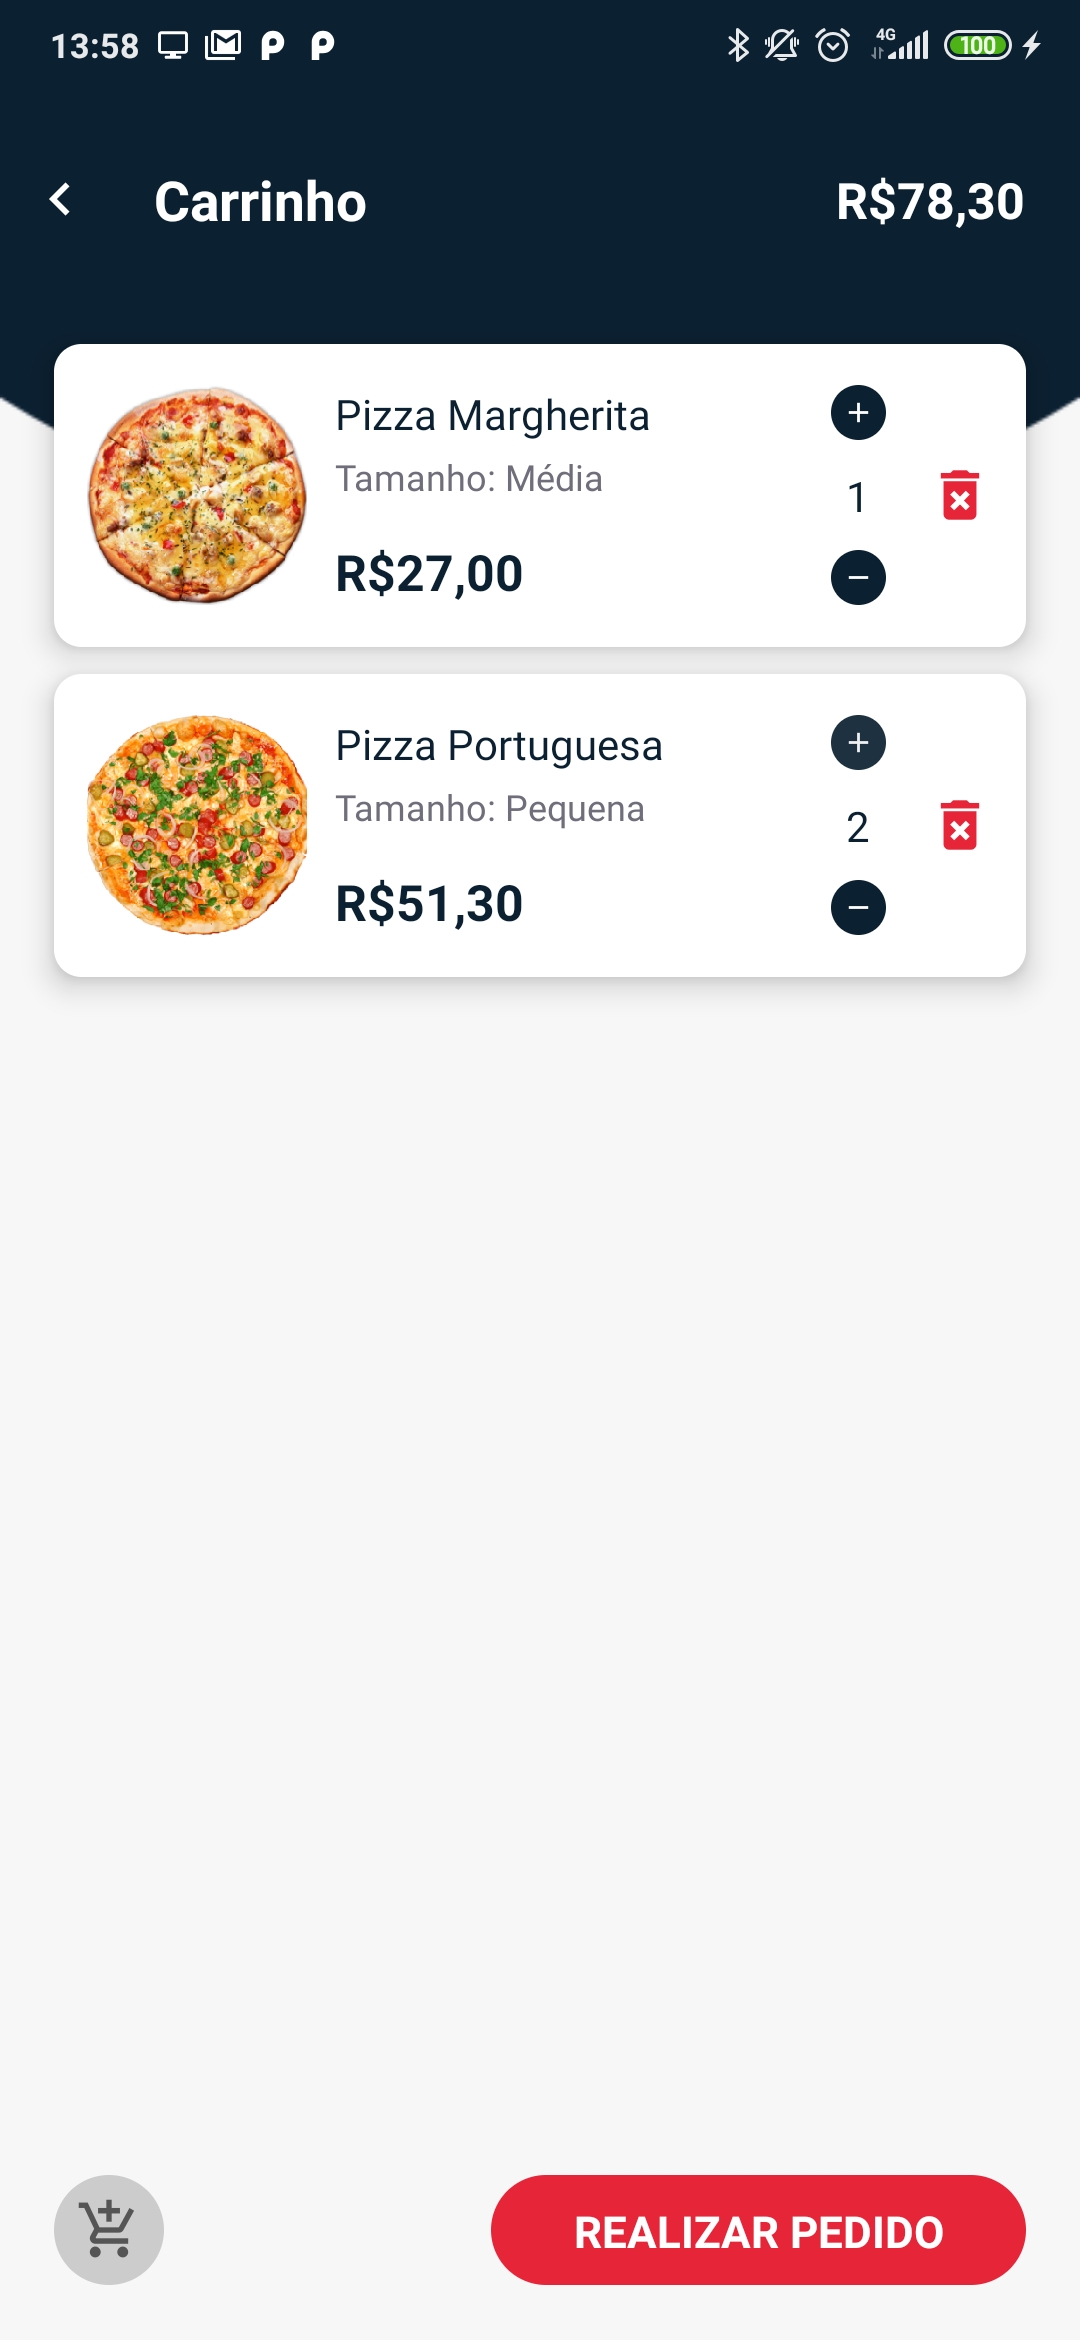 13:58
4G
100
Carrinho
R$78,30
Pizza Margherita
Tamanho: Média
1
R$27,00
Pizza Portuguesa
Tamanho: Pequena
2
R$51,30
REALIZAR PEDIDO